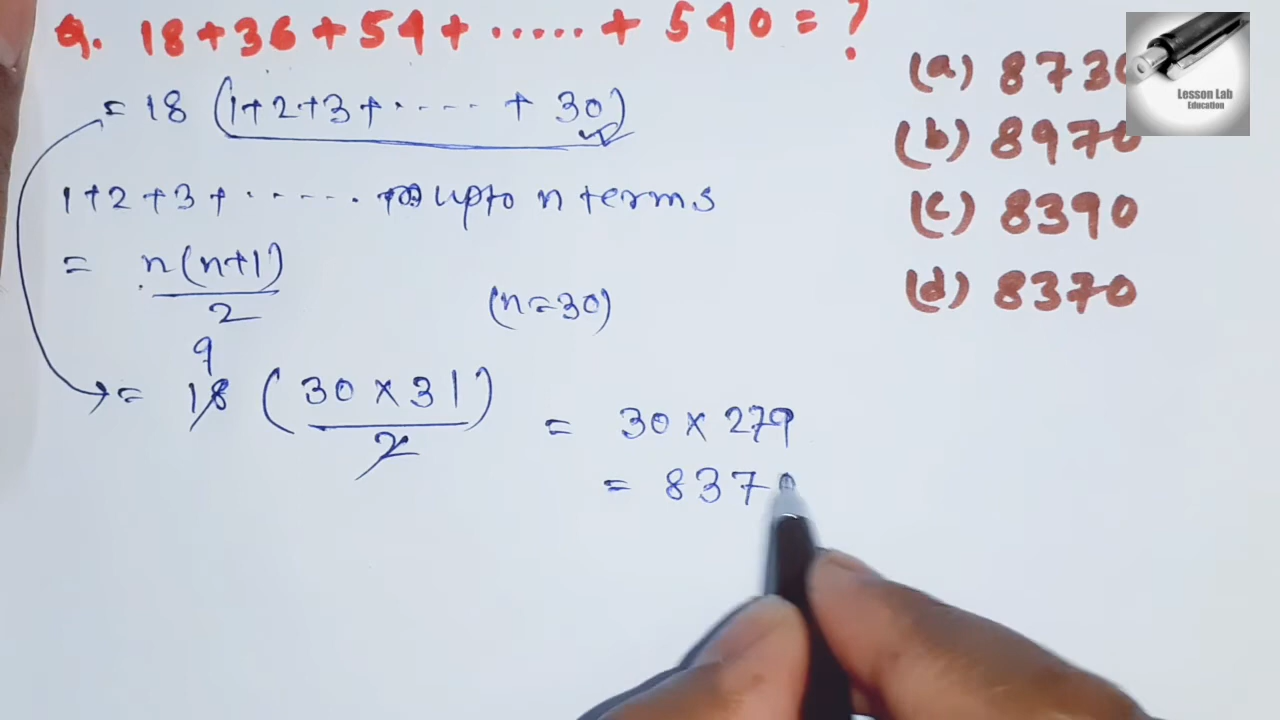 Q. 18+36+54+.....+ 540 = ?
= 18 (1+2+3+..... + 30)
1+2+3+....... upto n terms
= n(n+1)
2
(n=30)
9
= 18 (30 × 31)
2
= 30 × 279
= 837
(a) 873
(b) 8970
(c) 8390
(d) 8370
Lesson Lab
Education